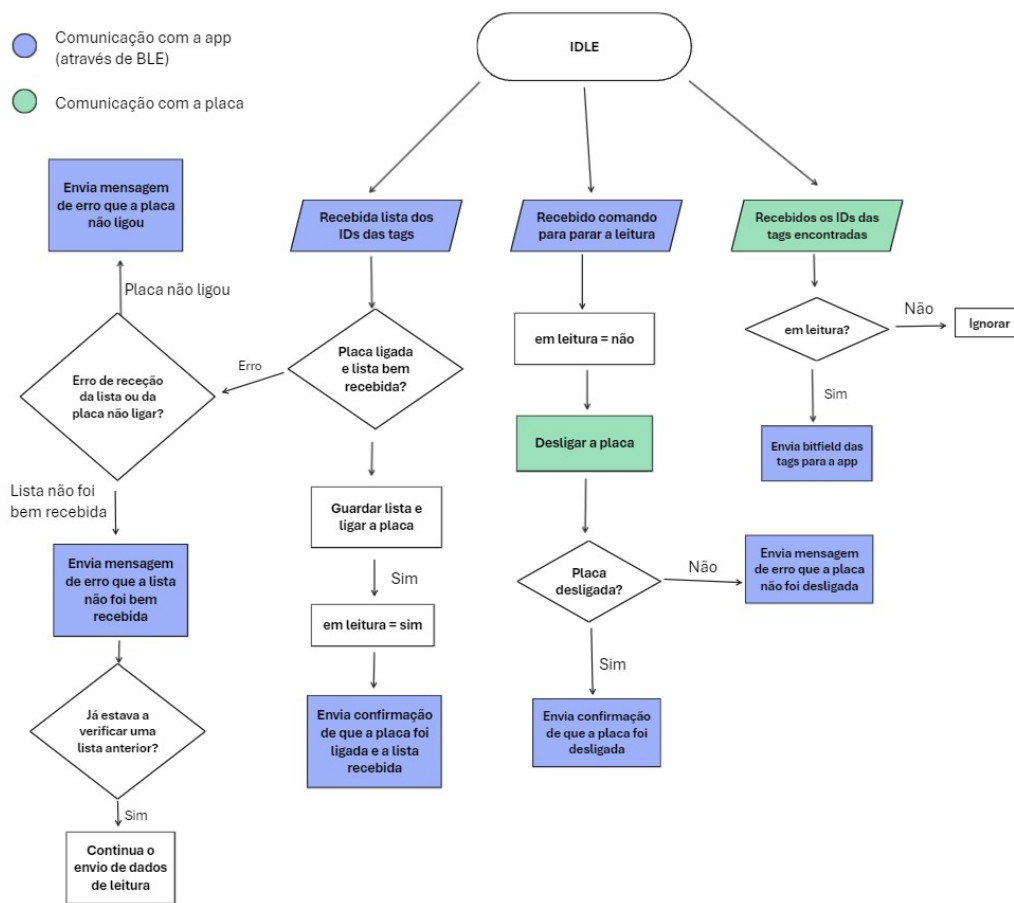 Comunicação com a app
(através de BLE)
Comunicação com a placa
IDLE
Envia mensagem
de erro que a placa
não ligou
Recebida lista dos
IDs das tags
Recebido comando
para parar a leitura
Recebidos os IDs das
tags encontradas
Placa não ligou
Erro de receção
da lista ou da
placa não ligar?
Erro
Placa ligada
e lista bem
recebida?
em leitura = não
em leitura?
Não
Ignorar
Sim
Desligar a placa
Envia bitfield das
tags para a app
Lista não foi
bem recebida
Guardar lista e
ligar a placa
Envia mensagem
de erro que a lista
não foi bem
recebida
Sim
Placa
desligada?
Não
Envia mensagem
de erro que a placa
não foi desligada
em leitura = sim
Sim
Já estava a
verificar uma
lista anterior?
Envia confirmação
de que a placa foi
ligada e a lista
recebida
Envia confirmação
de que a placa foi
desligada
Sim
Continua o
envio de dados
de leitura